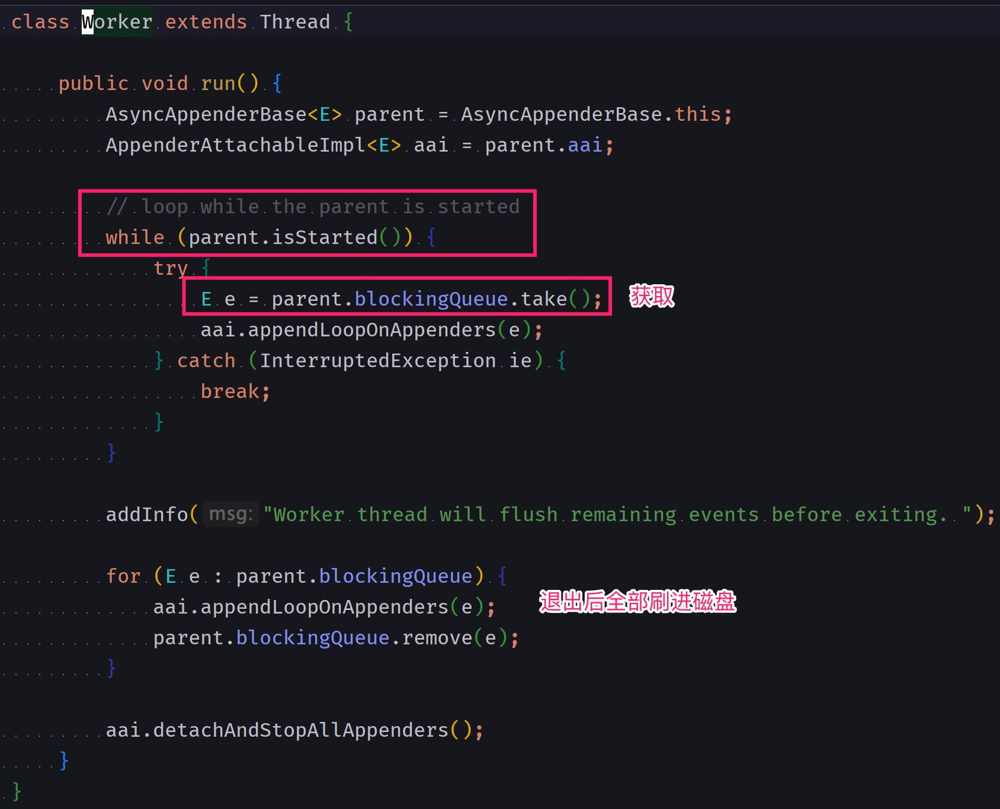 class Worker extends Thread {
public void run() {
AsyncAppenderBase<E> parent = AsyncAppenderBase.this;
AppenderAttachableImpl<E> aai = parent.aai;
// loop while the parent is started
while (parent.isStarted()) {
try {
E e = parent.blockingQueue.take(); 获取
aai.appendLoopOnAppenders(e);
} catch (InterruptedException ie) {
break;
}
}
addInfo( msg: "Worker thread will flush remaining events before exiting. ");
for (E e : parent.blockingQueue) {
aai.appendLoopOnAppenders(e); 退出后全部刷进磁盘
parent.blockingQueue.remove(e);
}
aai.detachAndStopAllAppenders();
}
}